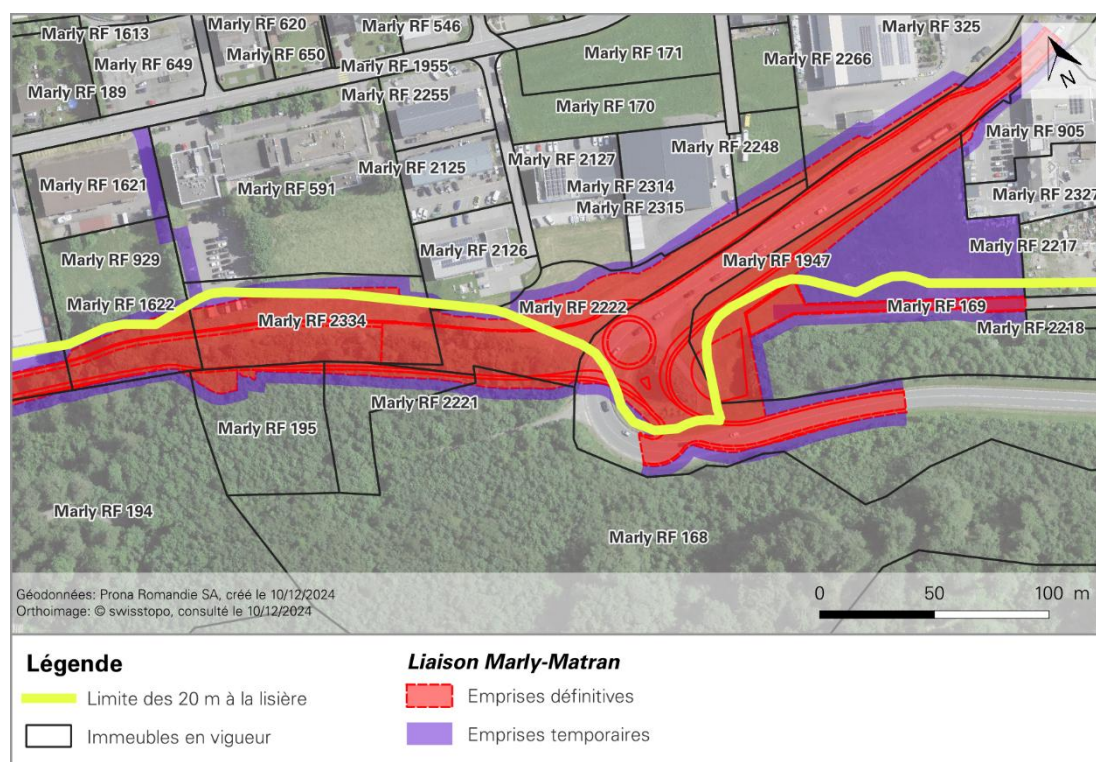 Marly RF 1613
Marly RF 620
Marly RF 546
Marly RF 325
Marly RF 649
Marly RF 650
Marly RF 171
Marly RF 2266
Marly RF 1955
Marly RF 189
Marly RF 2255
Marly RF 170
N
Marly RF 905
Marly RF 2248
Marly RF 2127
Marly RF 2125
Marly RF 1621
Marly RF 591
Marly RF 2314
Marly RF 2327
Marly RF 2315
Marly RF 2217
Marly RF 2126
Marly RF 929
Marly RF 1947
Marly RF 1622
Marly RF 2222
Marly RF 169
Marly RF 2334
Marly RF 2218
Marly RF 2221
Marly RF 195
Marly RF 194
Marly RF 168
Géodonnées: Prona Romandie SA, créé le 10/12/2024
Orthoimage: © swisstopo, consulté le 10/12/2024
0 50 100 m
Légende
Limite des 20 m à la lisière
Immeubles en vigueur
Liaison Marly-Matran
Emprises définitives
Emprises temporaires